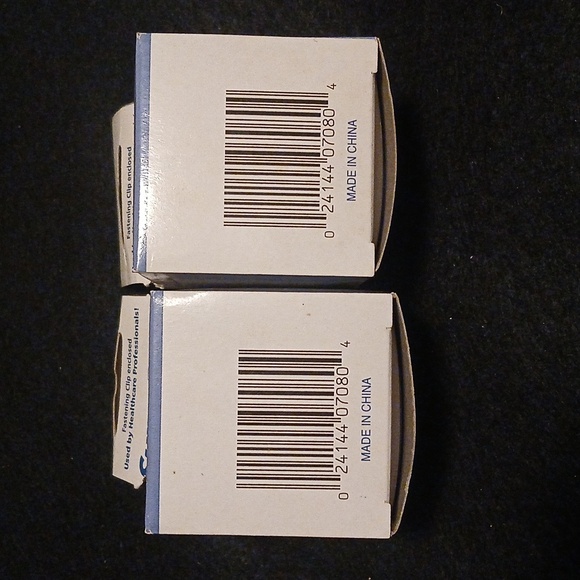 Fastening Clip enclosed
0 24144 07080 4
MADE IN CHINA
Fastening Clip enclosed
Used by Healthcare Professionals!
0 24144 07080 4
MADE IN CHINA